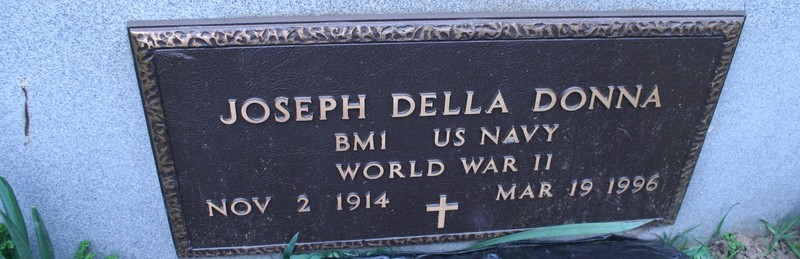 JOSEPH DELLA DONNA
BM1 US NAVY
WORLD WAR II
NOV 2 1914 MAR 19 1996